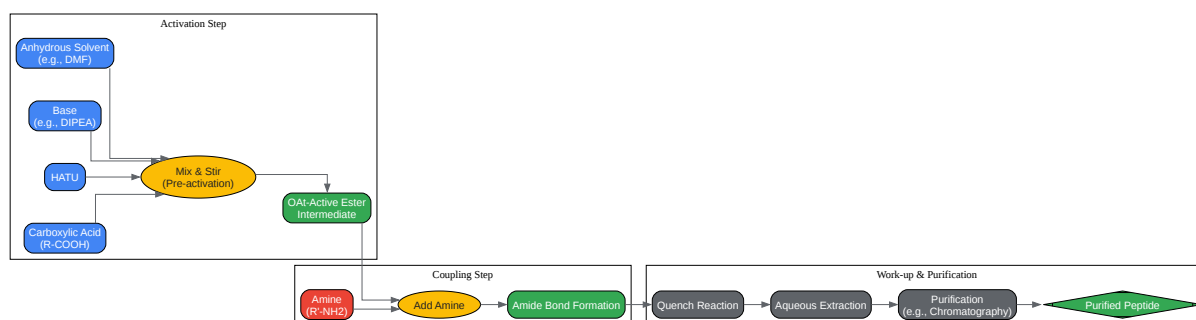 Activation Step
Anhydrous Solvent
(e.g., DMF)
Base
(e.g., DIPEA)
HATU
Mix & Stir
(Pre-activation)
Carboxylic Acid
(R-COOH)
OAt-Active Ester
Intermediate
Coupling Step
Amine
(R'-NH2)
Add Amine
Amide Bond Formation
Work-up & Purification
Quench Reaction
Aqueous Extraction
Purification
(e.g., Chromatography)
Purified Peptide